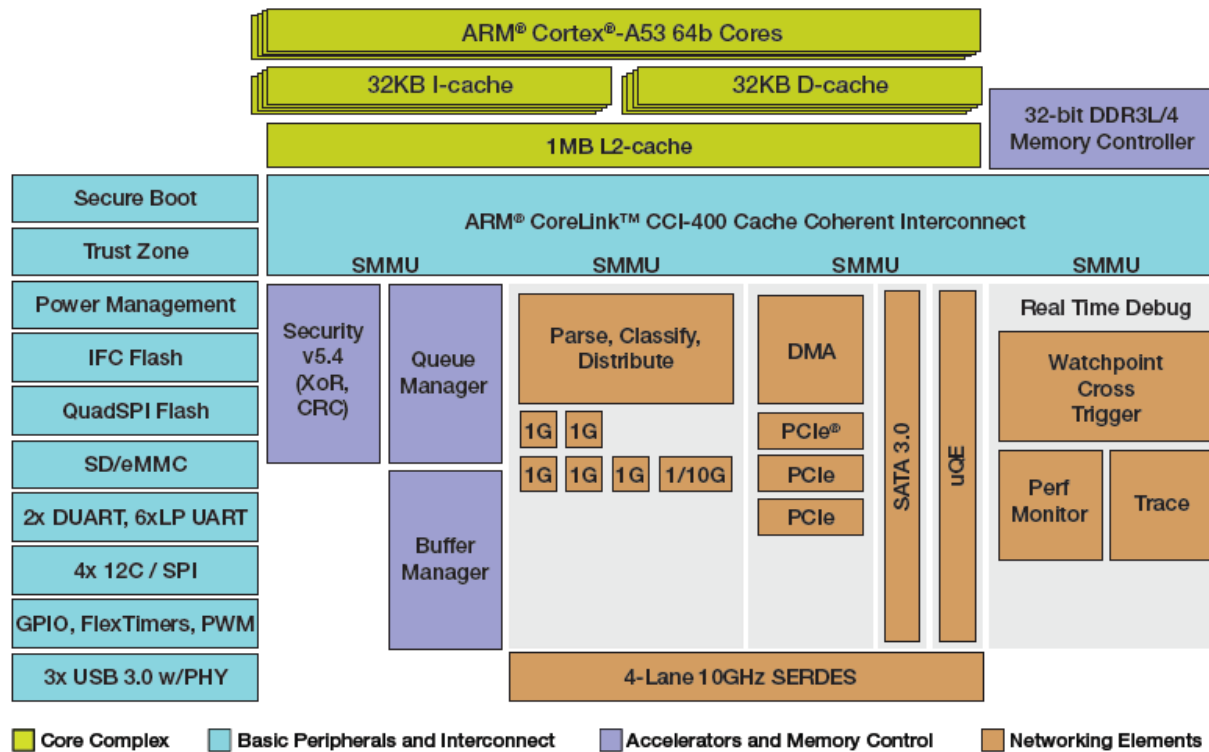 ARM® Cortex®-A53 64b Cores
32KB I-cache
32KB D-cache
1MB L2-cache
32-bit DDR3L/4
Memory Controller
Secure Boot
Trust Zone
Power Management
IFC Flash
QuadSPI Flash
SD/eMMC
2x DUART, 6xLP UART
4x 12C / SPI
GPIO, FlexTimers, PWM
3x USB 3.0 w/PHY
ARM® CoreLink™ CCI-400 Cache Coherent Interconnect
SMMU
SMMU
SMMU
SMMU
Security
v5.4
(XoR,
CRC)
Queue
Manager
Buffer
Manager
Parse, Classify,
Distribute
1G
1G
1G
1G
1G
1/10G
DMA
PCIe®
PCIe
PCIe
SATA 3.0
uQE
4-Lane 10GHz SERDES
Real Time Debug
Watchpoint
Cross
Trigger
Perf
Monitor
Trace
Core Complex
Basic Peripherals and Interconnect
Accelerators and Memory Control
Networking Elements